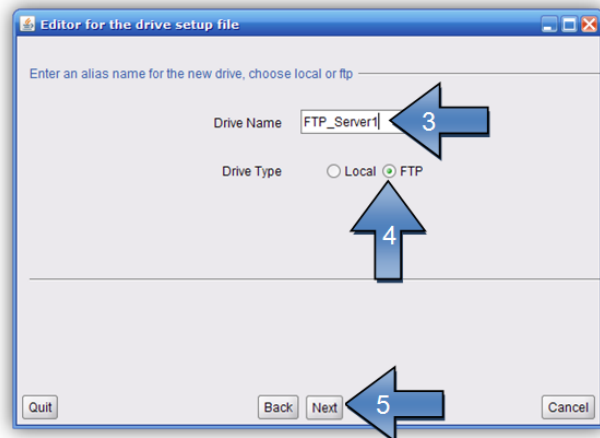 Editor for the drive setup file
Enter an alias name for the new drive, choose local or ftp
Drive Name FTP_Server1 3
Drive Type Local FTP
4
Quit Back Next 5 Cancel